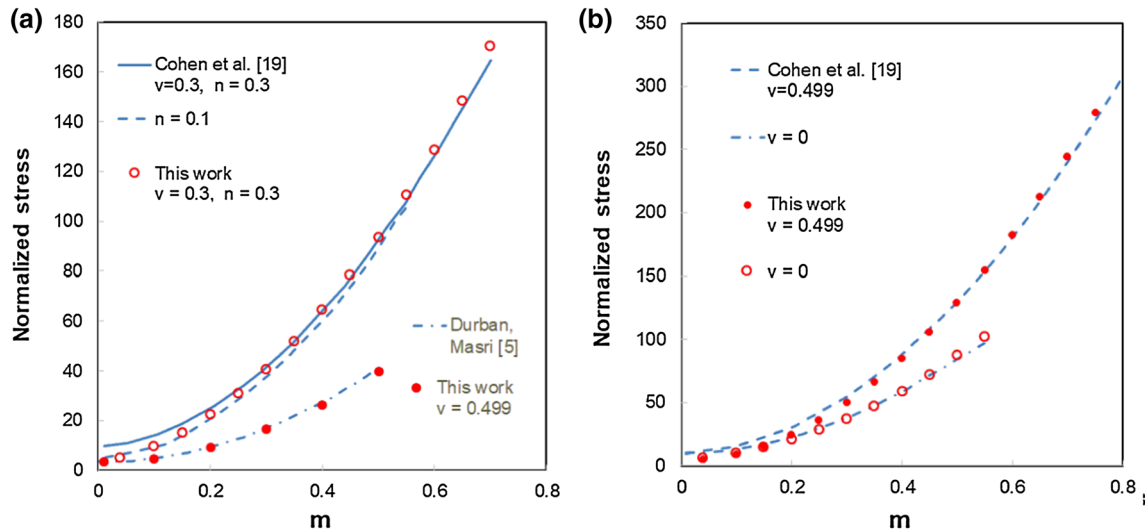 (a)
180
160
140
120
100
80
60
40
20
0
Normalized stress
Cohen et al. [19]
v=0.3, n = 0.3
n = 0.1
This work
v = 0.3, n = 0.3
Durban,
Masri [5]
This work
v = 0.499
0 0.2 0.4 0.6 0.8
m
(b)
350
300
250
200
150
100
50
0
Normalized stress
Cohen et al. [19]
v=0.499
v = 0
This work
v = 0.499
v = 0
0 0.2 0.4 0.6 0.8
m